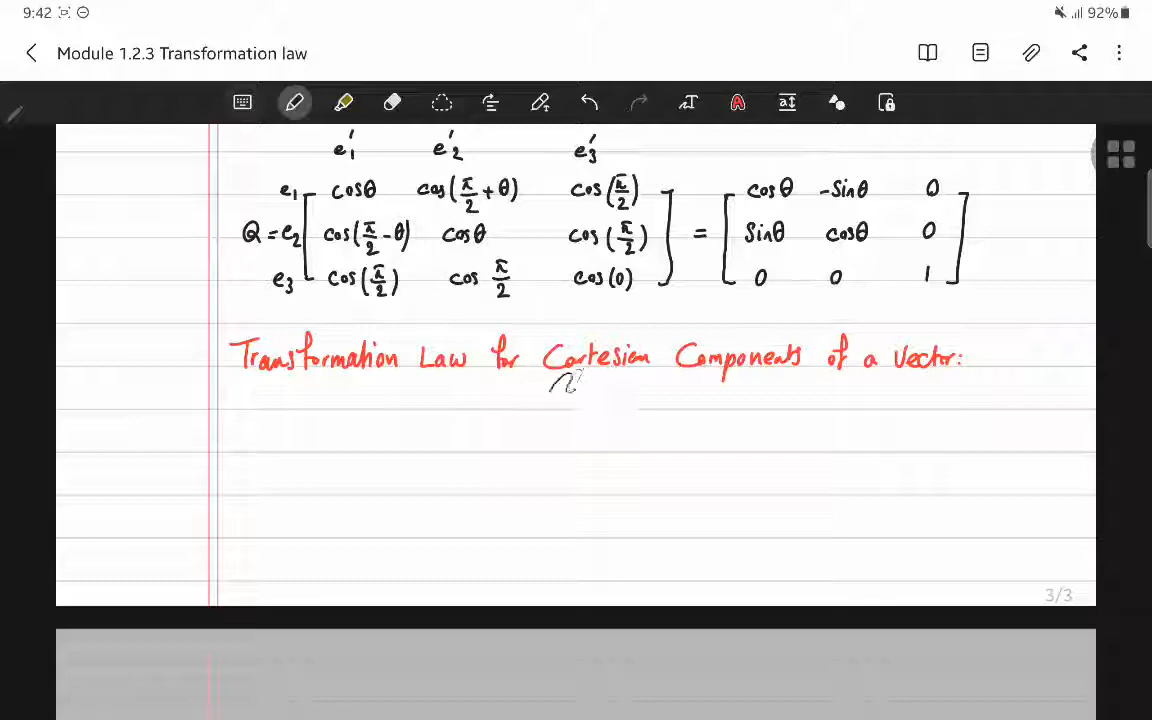 9:42 92%
Module 1.2.3 Transformation law
e₁′ e′₂ e₃′
e₁ cosθ cos(π/2 + θ) cos(π/2) cosθ -Sinθ 0
Q = e₂ cos(π/2 - θ) cosθ cos(π/2) = Sinθ cosθ 0
e₃ cos(π/2) cos π/2 cos(0) 0 0 1
Transformation Law for Cartesian Components of a Vector:
3/3